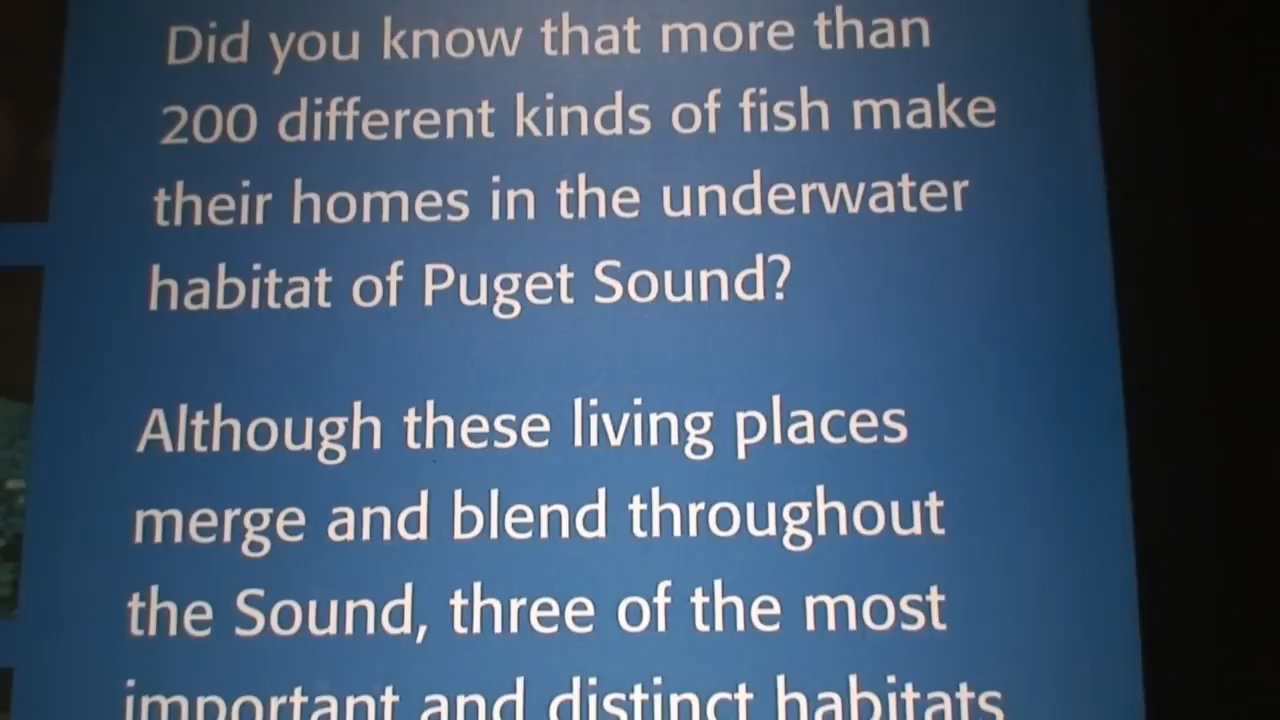 Did you know that more than
200 different kinds of fish make
their homes in the underwater
habitat of Puget Sound?
Although these living places
merge and blend throughout
the Sound, three of the most
important and distinct habitats